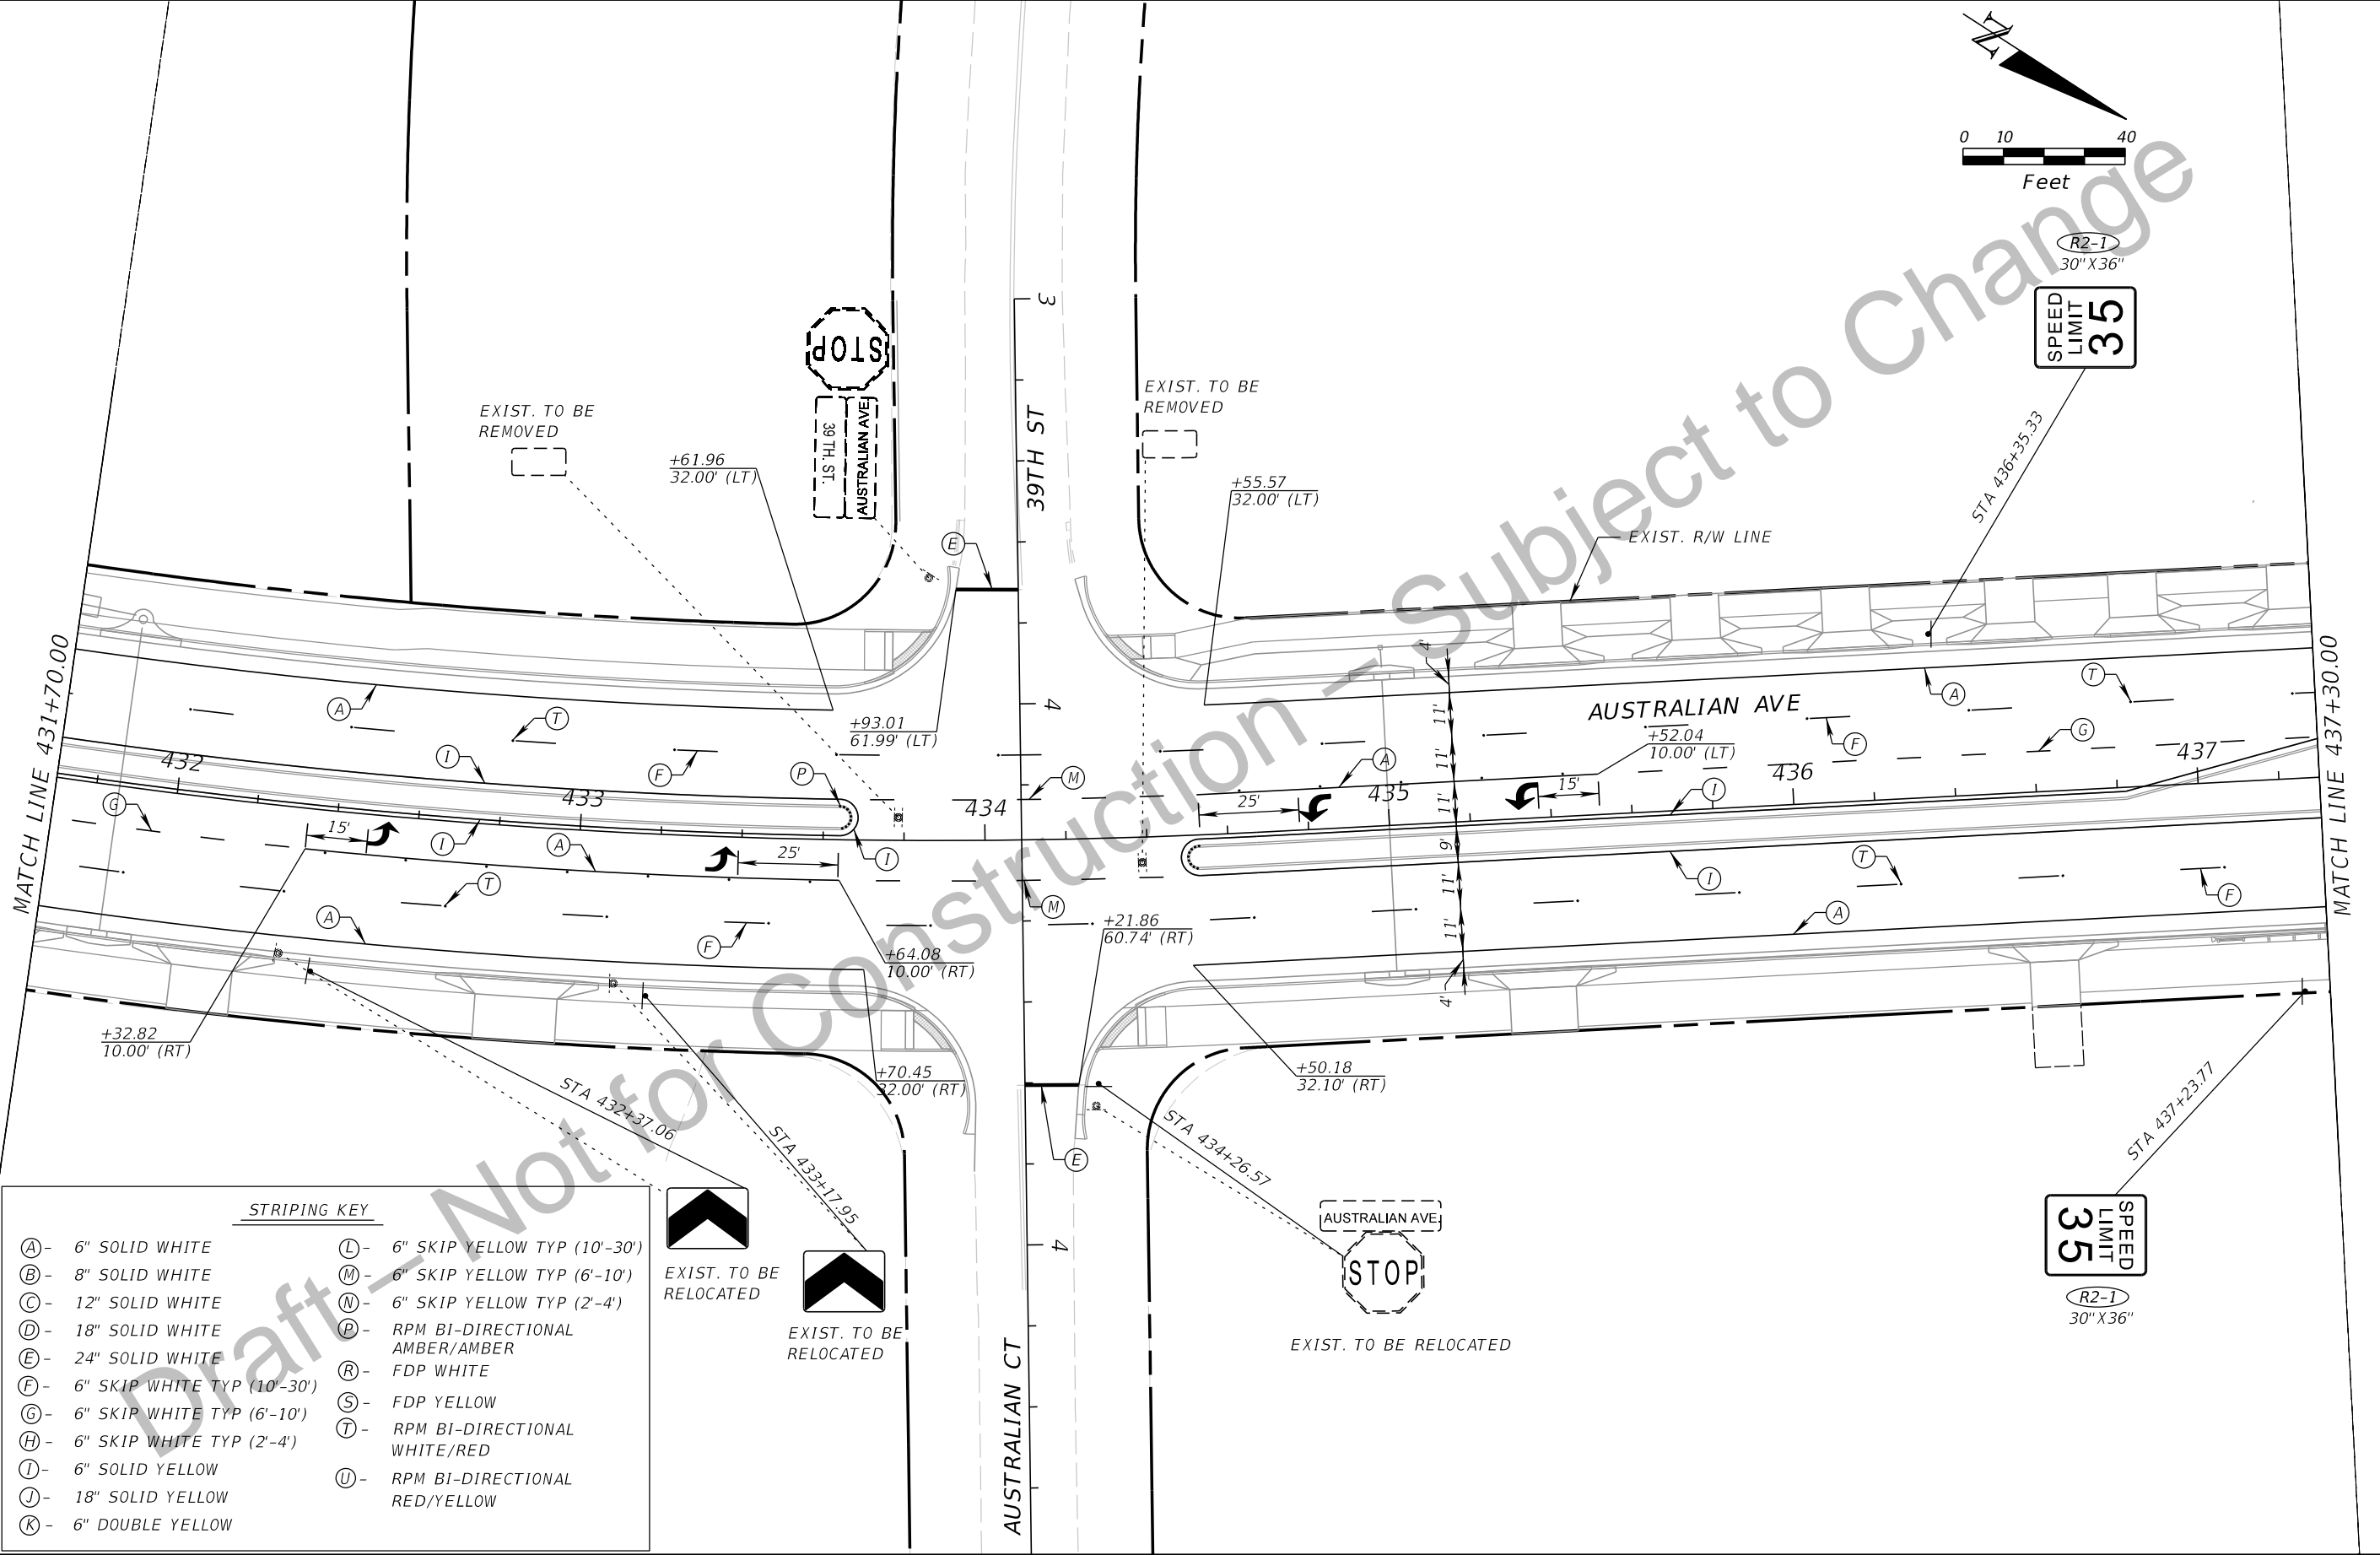 N
0 10 40
Feet
R2-1
30"X36"
SPEED
LIMIT
35
STA 436+35.33
3
STOP
39 TH. ST.
AUSTRALIAN AVE.
39TH ST
EXIST. TO BE
REMOVED
EXIST. TO BE
REMOVED
+61.96
32.00' (LT)
+55.57
32.00' (LT)
E
EXIST. R/W LINE
MATCH LINE 431+70.00
MATCH LINE 437+30.00
4'
A
T
4
+93.01
61.99' (LT)
11'
AUSTRALIAN AVE
+52.04
10.00' (LT)
A
T
F
G
432
I
F
P
M
11'
A
436
437
433
434
25'
11'
435
15'
I
G
15'
I
A
25'
I
9'
T
I
T
M
11'
F
A
F
+64.08
10.00' (RT)
+21.86
60.74' (RT)
11'
A
4'
+32.82
10.00' (RT)
+70.45
32.00' (RT)
+50.18
32.10' (RT)
STA 432+37.06
STA 433+17.95
STA 434+26.57
STA 437+23.77
E
4
AUSTRALIAN CT
EXIST. TO BE
RELOCATED
EXIST. TO BE
RELOCATED
AUSTRALIAN AVE.
STOP
EXIST. TO BE RELOCATED
SPEED
LIMIT
35
R2-1
30"X36"
STRIPING KEY
A - 6" SOLID WHITE
B - 8" SOLID WHITE
C - 12" SOLID WHITE
D - 18" SOLID WHITE
E - 24" SOLID WHITE
F - 6" SKIP WHITE TYP (10'-30')
G - 6" SKIP WHITE TYP (6'-10')
H - 6" SKIP WHITE TYP (2'-4')
I - 6" SOLID YELLOW
J - 18" SOLID YELLOW
K - 6" DOUBLE YELLOW
L - 6" SKIP YELLOW TYP (10'-30')
M - 6" SKIP YELLOW TYP (6'-10')
N - 6" SKIP YELLOW TYP (2'-4')
P - RPM BI-DIRECTIONAL
AMBER/AMBER
R - FDP WHITE
S - FDP YELLOW
T - RPM BI-DIRECTIONAL
WHITE/RED
U - RPM BI-DIRECTIONAL
RED/YELLOW
Draft – Not for Construction – Subject to Change